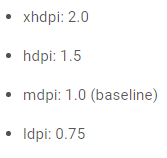 • xhdpi: 2.0
• hdpi: 1.5
• mdpi: 1.0 (baseline)
• ldpi: 0.75